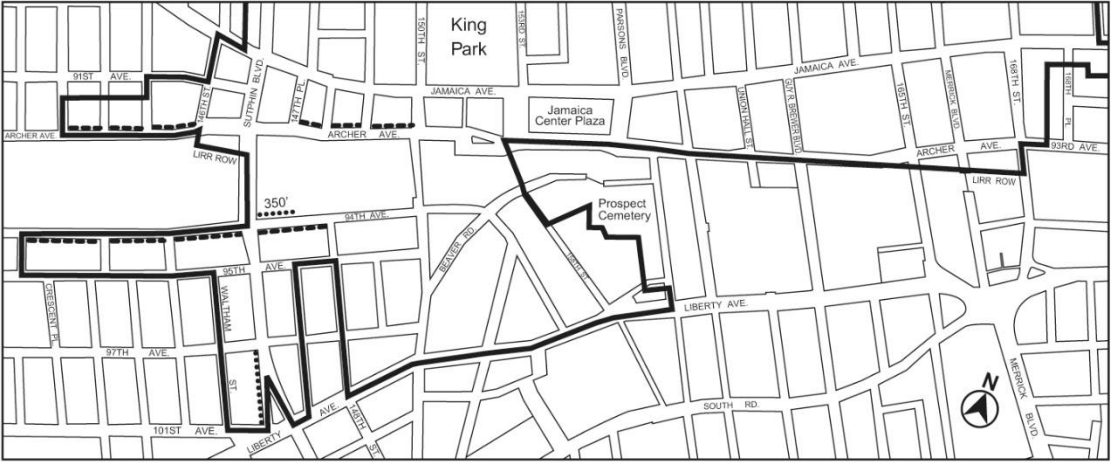 King
Park
150TH ST.
153RD ST.
PARSONS BLVD.
91ST AVE.
146TH ST.
SUTPHIN BLVD.
147TH PL.
JAMAICA AVE.
JAMAICA AVE.
168TH ST.
168TH
PL.
Jamaica
Center Plaza
UNION HALL ST.
GUY R. BREWER BLVD.
165TH ST.
MERRICK BLVD.
ARCHER AVE.
ARCHER AVE.
ARCHER AVE.
93RD AVE.
LIRR ROW
LIRR ROW
350'
94TH AVE.
Prospect
Cemetery
BEAVER RD.
159TH ST.
95TH AVE.
CRESCENT PL.
WALTHAM
ST.
LIBERTY AVE.
97TH AVE.
101ST AVE.
LIBERTY
AVE.
148TH ST.
SOUTH RD.
MERRICK BLVD.
N